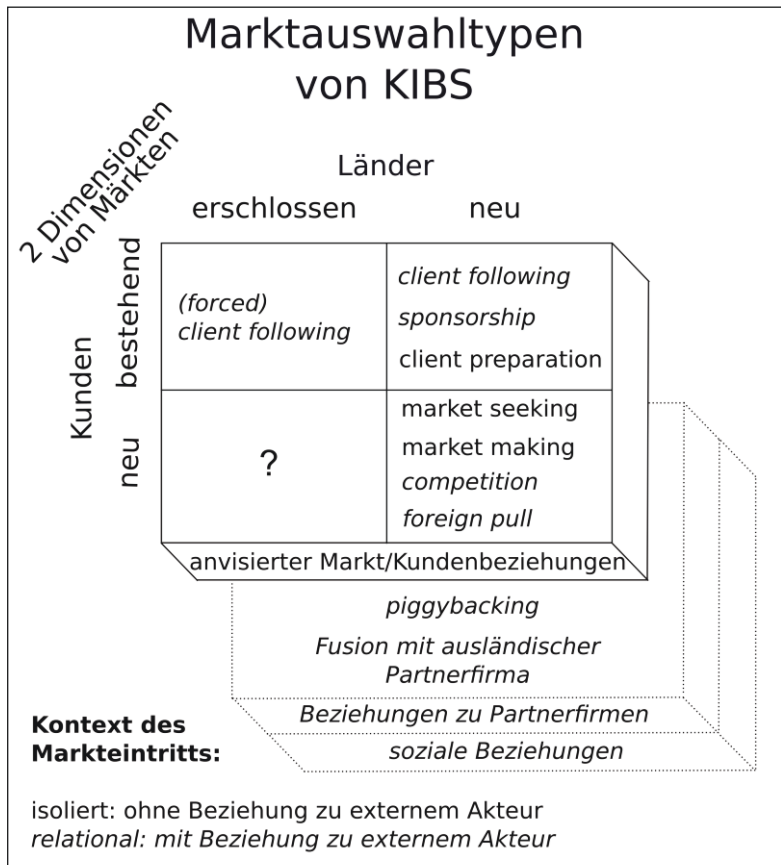 Marktauswahltypen
von KIBS
2 Dimensionen
von Märkten
Länder
erschlossen
neu
Kunden
bestehend
neu
(forced)
client following
client following
sponsorship
client preparation
?
market seeking
market making
competition
foreign pull
anvisierter Markt/Kundenbeziehungen
piggybacking
Fusion mit ausländischer
Partnerfirma
Beziehungen zu Partnerfirmen
soziale Beziehungen
Kontext des
Markteintritts:
isoliert: ohne Beziehung zu externem Akteur
relational: mit Beziehung zu externem Akteur